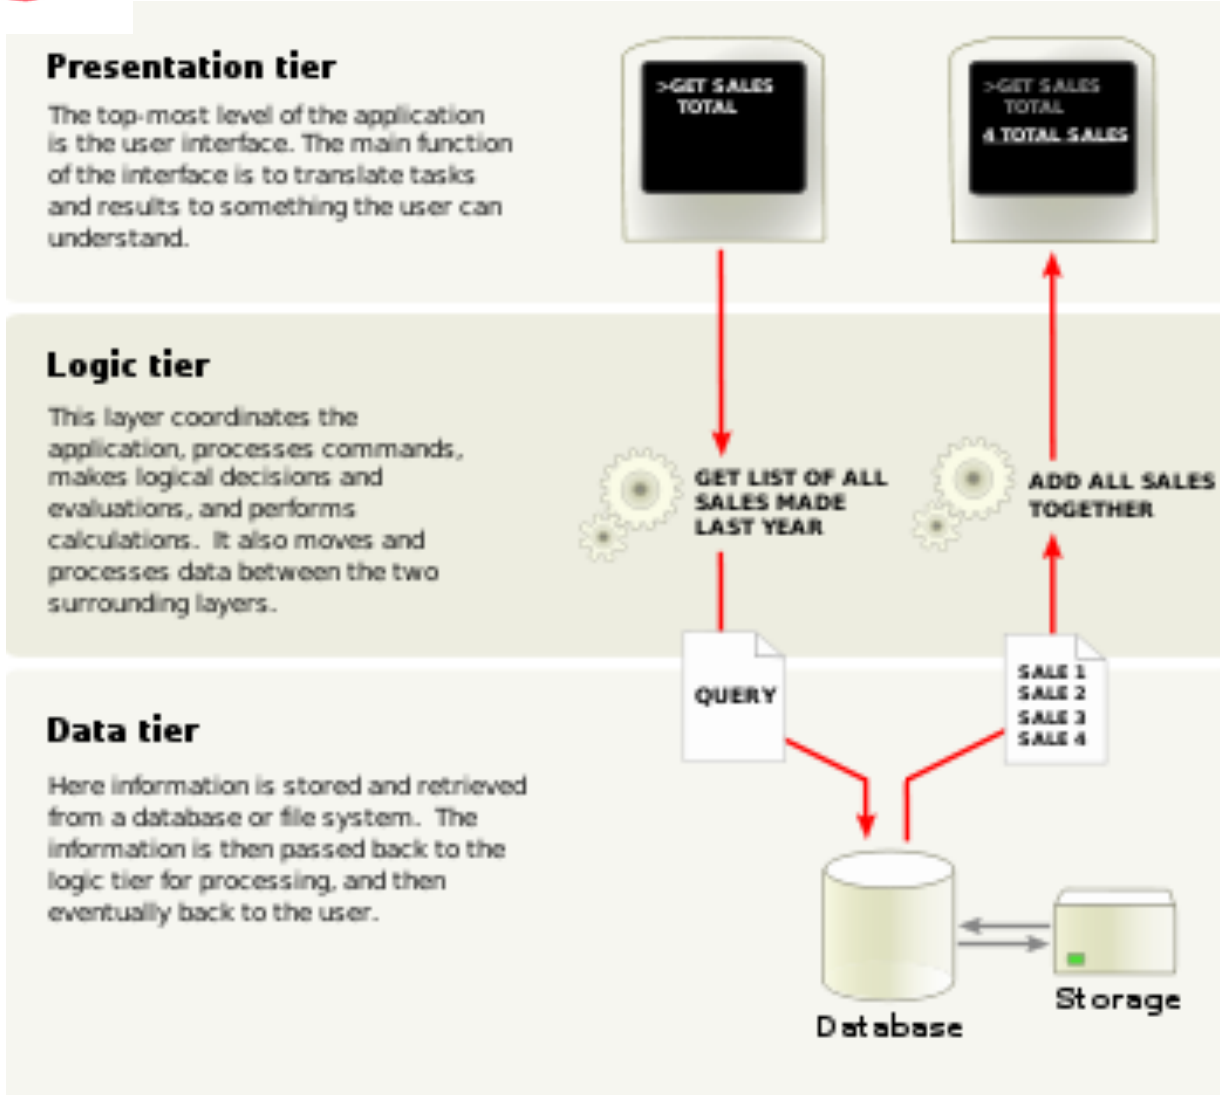 Presentation tier
The top-most level of the application
is the user interface. The main function
of the interface is to translate tasks
and results to something the user can
understand.
>GET SALES
TOTAL
>GET SALES
TOTAL
4 TOTAL SALES
Logic tier
This layer coordinates the
application, processes commands,
makes logical decisions and
evaluations, and performs
calculations. It also moves and
processes data between the two
surrounding layers.
GET LIST OF ALL
SALES MADE
LAST YEAR
ADD ALL SALES
TOGETHER
Data tier
Here information is stored and retrieved
from a database or file system. The
information is then passed back to the
logic tier for processing, and then
eventually back to the user.
QUERY
SALE 1
SALE 2
SALE 3
SALE 4
Database
Storage